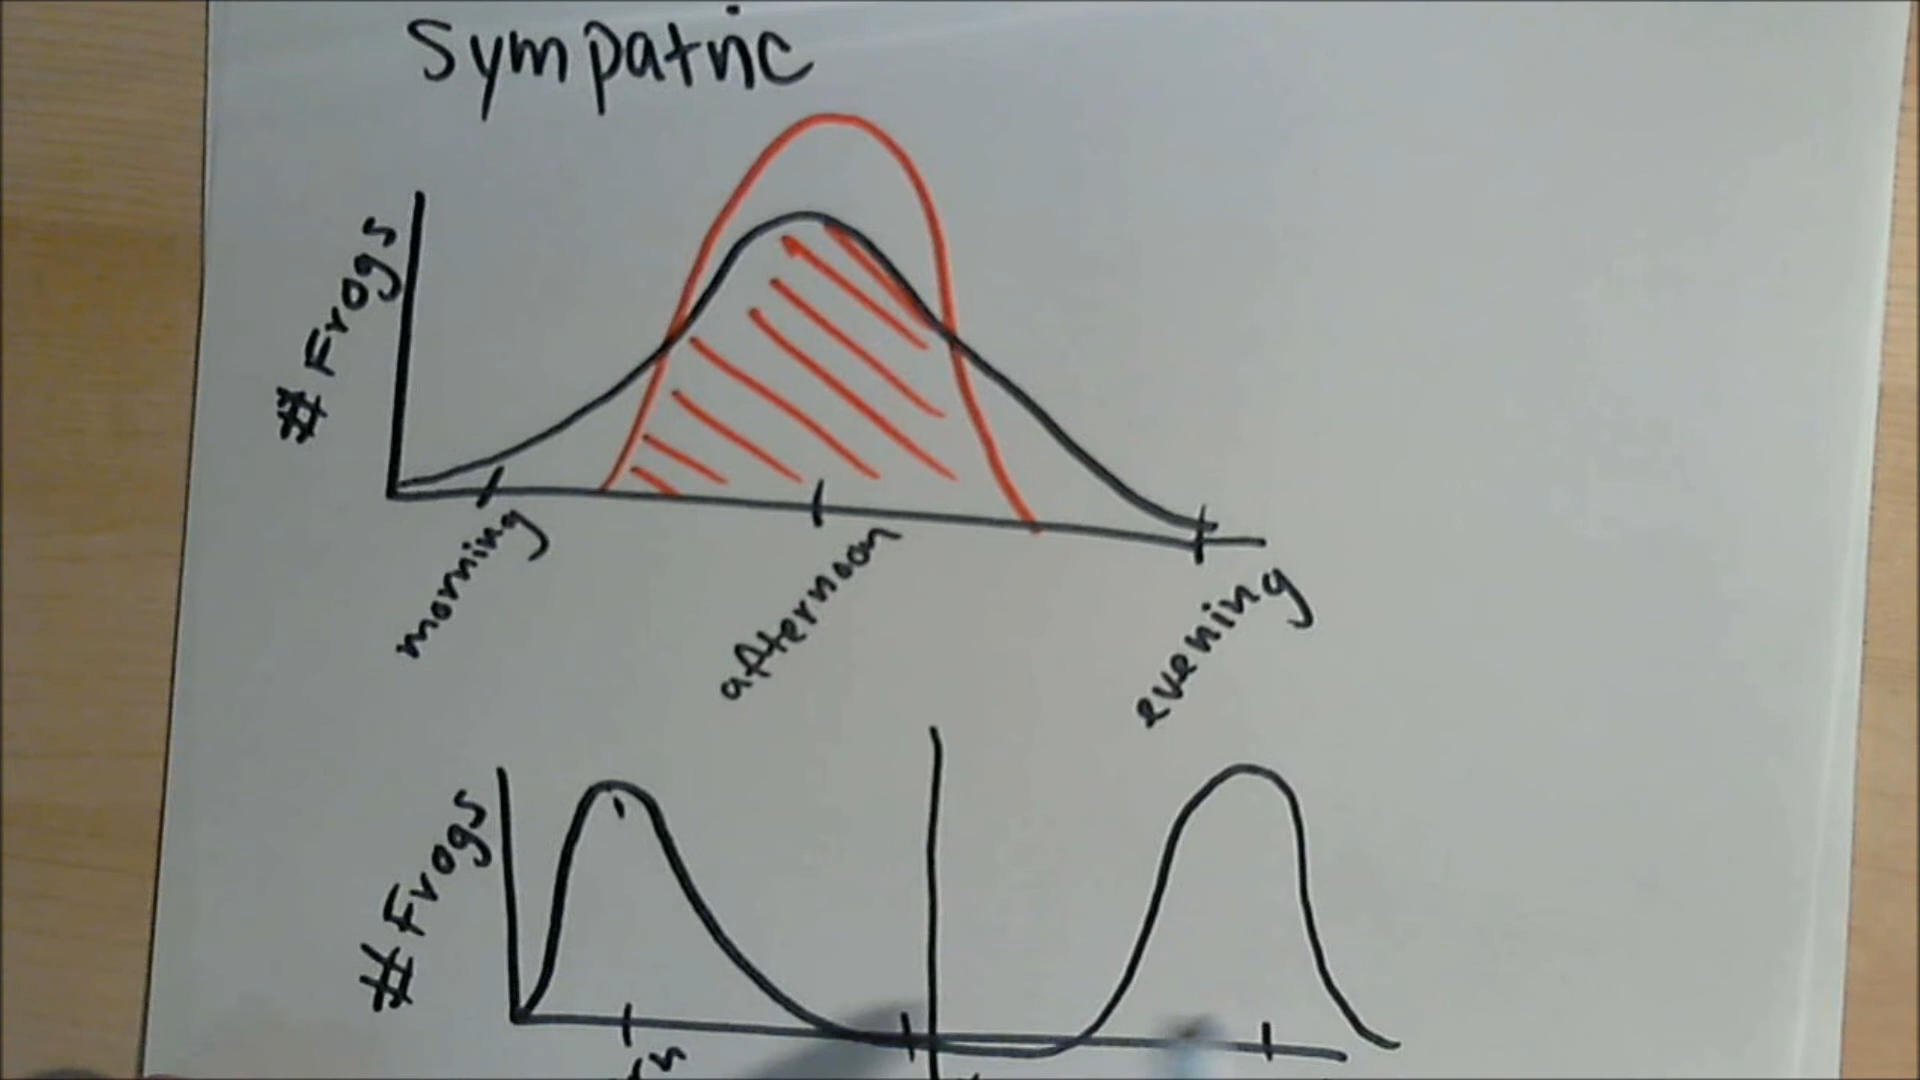 Sympatric
# Frogs
morning
afternoon
evening
# Frogs